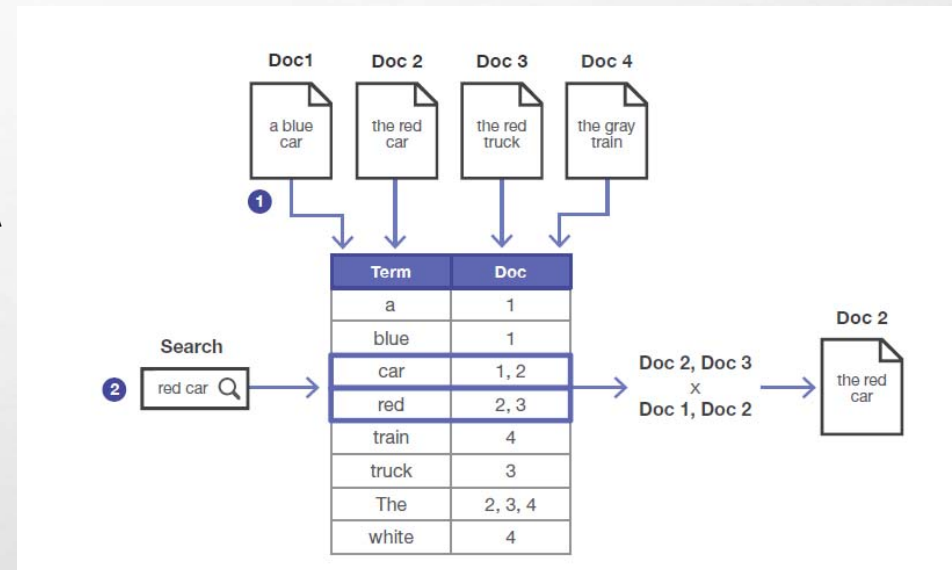 Doc1
Doc 2
Doc 3
Doc 4
a blue
car
the red
car
the red
truck
the gray
train
1
Term Doc
a 1
blue 1
car 1, 2
red 2, 3
train 4
truck 3
The 2, 3, 4
white 4
Search
2
red car
Doc 2, Doc 3
x
Doc 1, Doc 2
Doc 2
the red
car